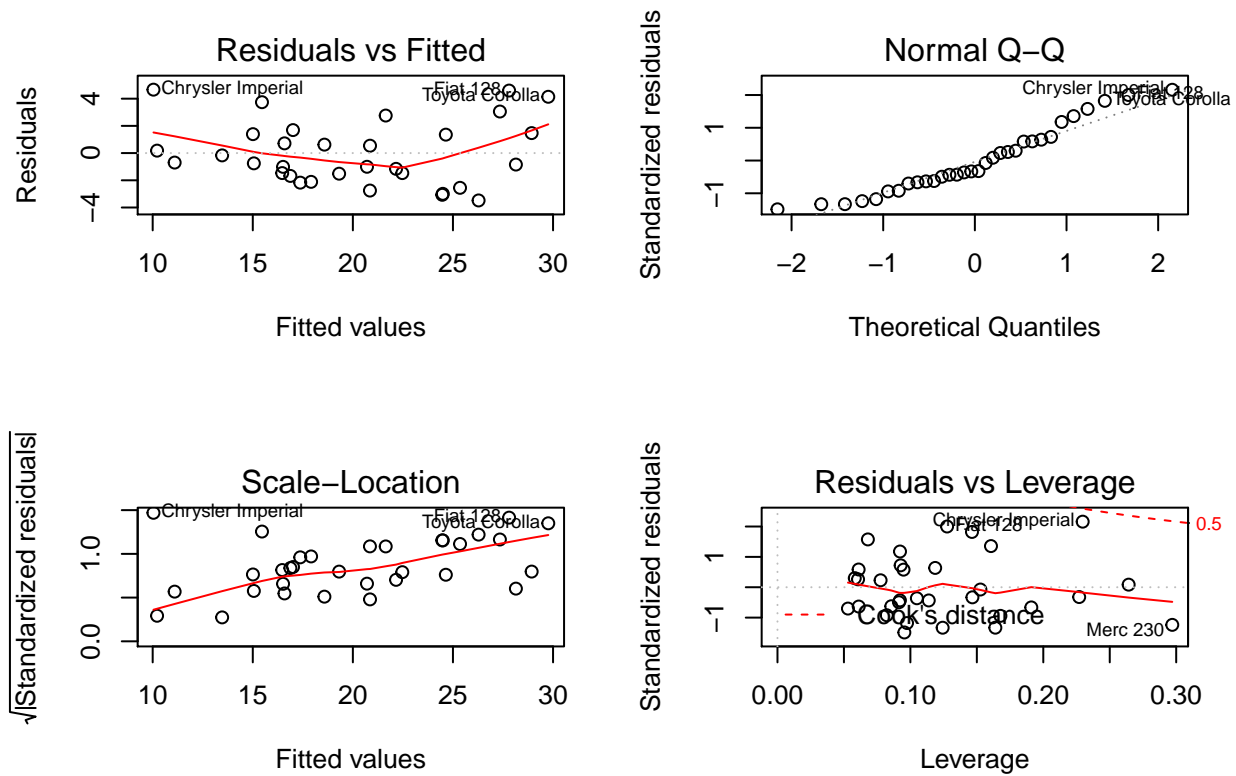 Residuals vs Fitted
Residuals
4
0
−4
Chrysler Imperial
Fiat 128
Toyota Corolla
10 15 20 25 30
Fitted values
Normal Q−Q
Standardized residuals
1
−1
Chrysler Imperial
Fiat 128
Toyota Corolla
−2 −1 0 1 2
Theoretical Quantiles
Scale−Location
√|Standardized residuals|
1.0
0.0
Chrysler Imperial
Fiat 128
Toyota Corolla
10 15 20 25 30
Fitted values
Residuals vs Leverage
Standardized residuals
1
−1
Chrysler Imperial
Fiat 128
0.5
Cook's distance
Merc 230
0.00 0.10 0.20 0.30
Leverage